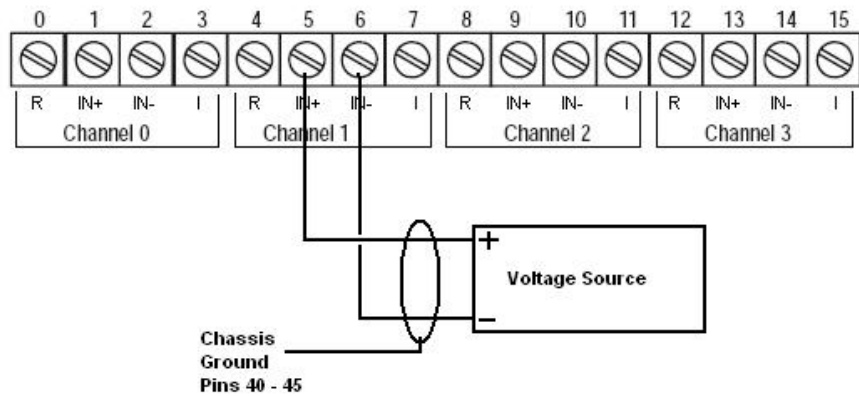 0 1 2 3 4 5 6 7 8 9 10 11 12 13 14 15
R IN+ IN- I R IN+ IN- I R IN+ IN- I R IN+ IN- I
Channel 0 Channel 1 Channel 2 Channel 3
+
Voltage Source
−
Chassis
Ground
Pins 40 - 45